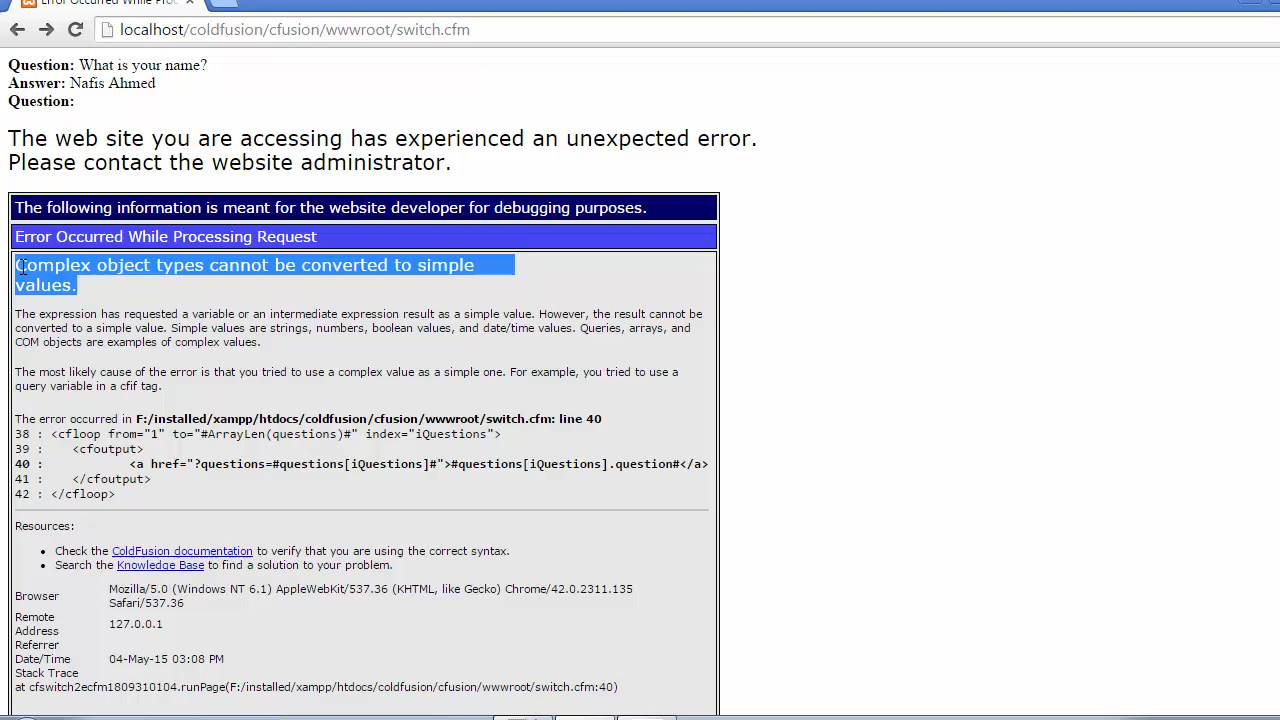 Error Occurred While Proc
localhost/coldfusion/cfusion/wwwroot/switch.cfm
Question: What is your name?
Answer: Nafis Ahmed
Question:
The web site you are accessing has experienced an unexpected error.
Please contact the website administrator.
The following information is meant for the website developer for debugging purposes.
Error Occurred While Processing Request
Complex object types cannot be converted to simple
values.
The expression has requested a variable or an intermediate expression result as a simple value. However, the result cannot be
converted to a simple value. Simple values are strings, numbers, boolean values, and date/time values. Queries, arrays, and
COM objects are examples of complex values.
The most likely cause of the error is that you tried to use a complex value as a simple one. For example, you tried to use a
query variable in a cfif tag.
The error occurred in F:/installed/xampp/htdocs/coldfusion/cfusion/wwwroot/switch.cfm: line 40
38 : <cfloop from="1" to="#ArrayLen(questions)#" index="iQuestions">
39 : <cfoutput>
40 : <a href="?questions=#questions[iQuestions]#">#questions[iQuestions].question#</a>
41 : </cfoutput>
42 : </cfloop>
Resources:
• Check the ColdFusion documentation to verify that you are using the correct syntax.
• Search the Knowledge Base to find a solution to your problem.
Browser Mozilla/5.0 (Windows NT 6.1) AppleWebKit/537.36 (KHTML, like Gecko) Chrome/42.0.2311.135
Safari/537.36
Remote
Address 127.0.0.1
Referrer
Date/Time 04-May-15 03:08 PM
Stack Trace
at cfswitch2ecfm1809310104.runPage(F:/installed/xampp/htdocs/coldfusion/cfusion/wwwroot/switch.cfm:40)